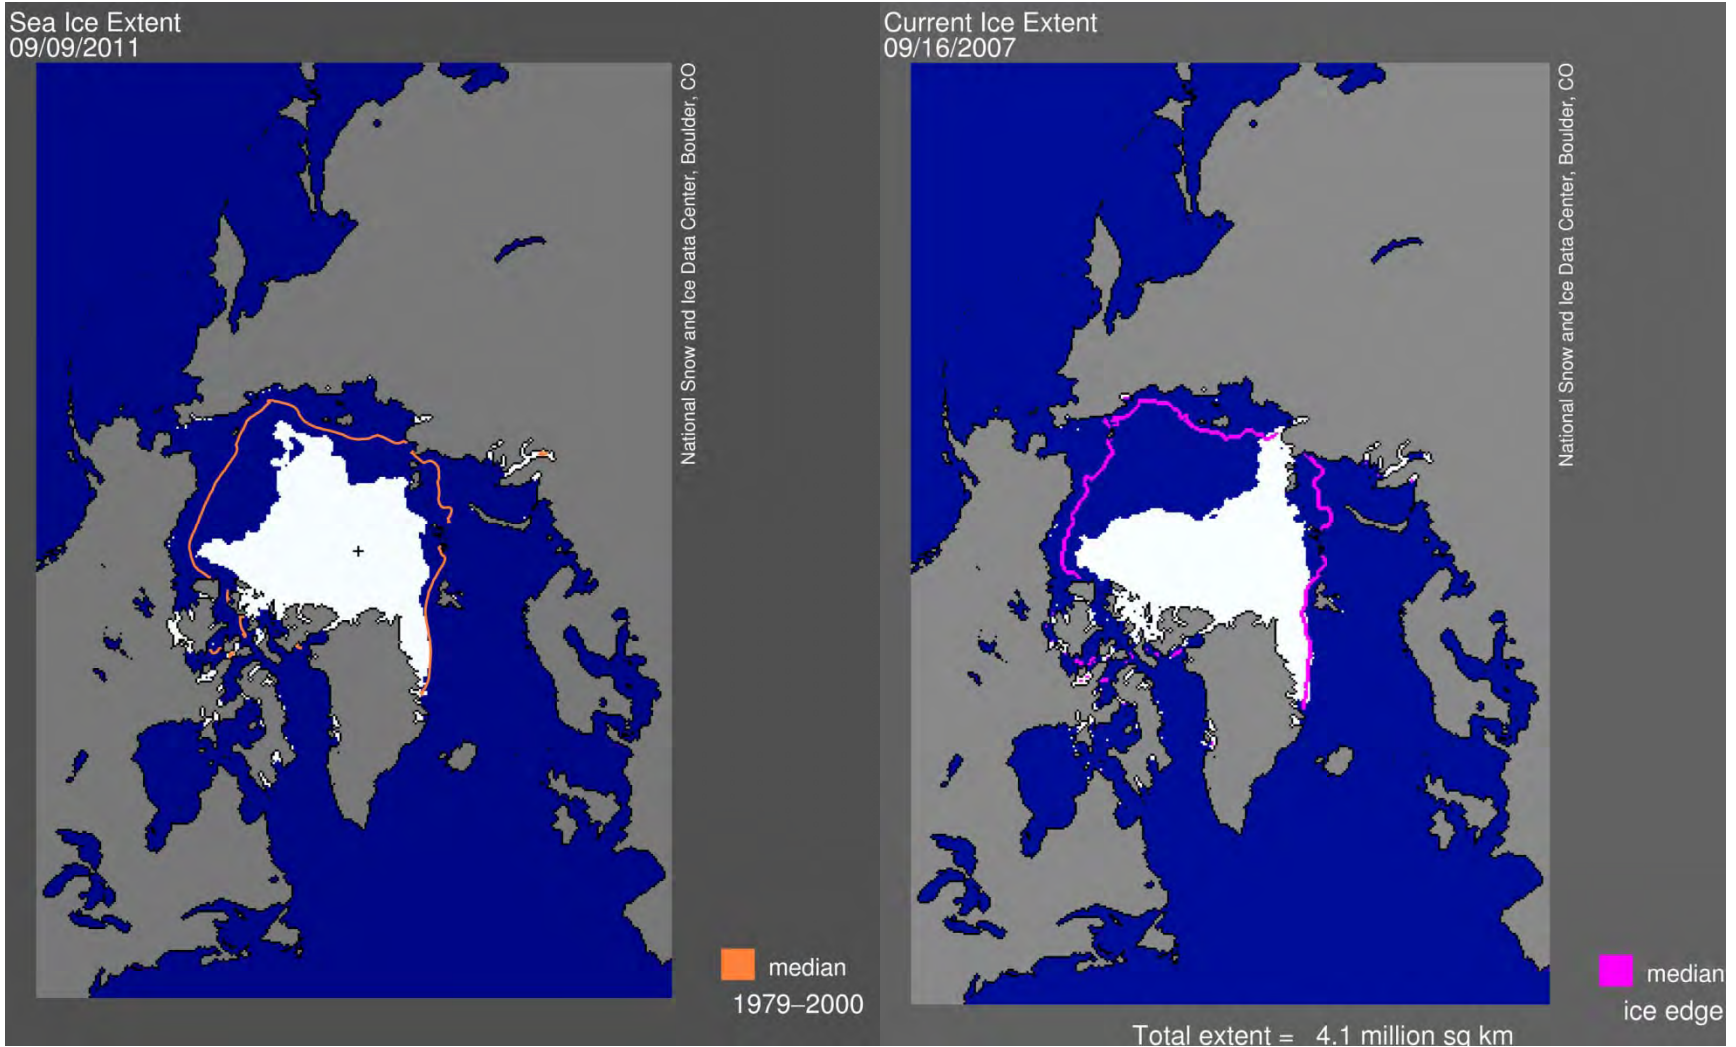 Sea Ice Extent
09/09/2011
National Snow and Ice Data Center, Boulder, CO
median
1979–2000
Current Ice Extent
09/16/2007
National Snow and Ice Data Center, Boulder, CO
median
ice edge
Total extent = 4.1 million sq km